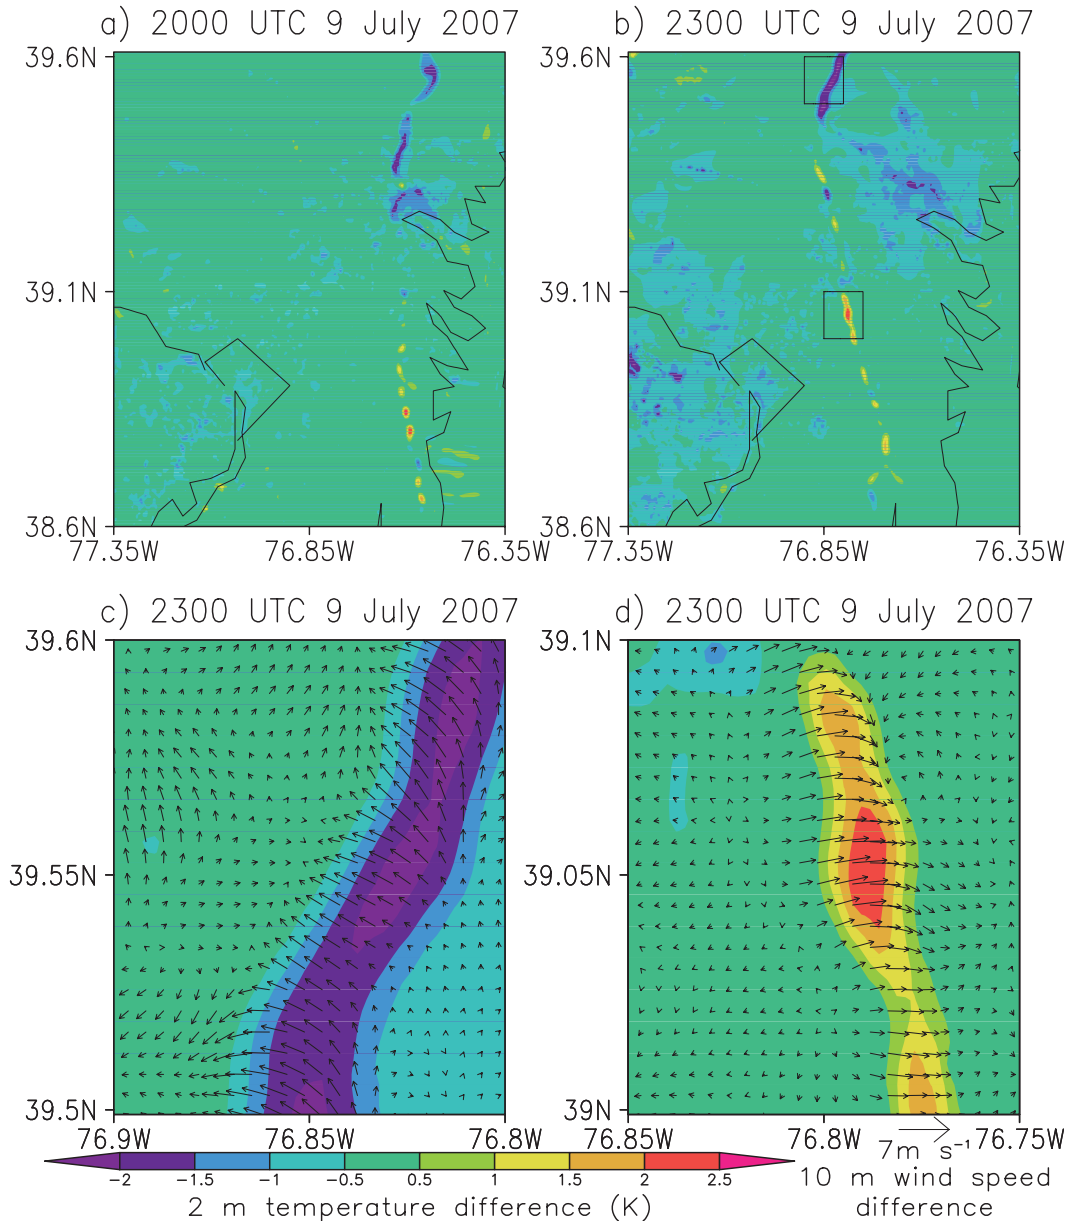 a) 2000 UTC 9 July 2007
b) 2300 UTC 9 July 2007
39.6N
39.1N
38.6N
77.35W 76.85W 76.35W
39.6N
39.1N
38.6N
77.35W 76.85W 76.35W
c) 2300 UTC 9 July 2007
d) 2300 UTC 9 July 2007
39.6N
39.55N
39.5N
76.9W 76.85W 76.8W
39.1N
39.05N
39N
76.85W 76.8W 76.75W
7m s⁻¹
-2 -1.5 -1 -0.5 0.5 1 1.5 2 2.5
2 m temperature difference (K)
10 m wind speed
difference